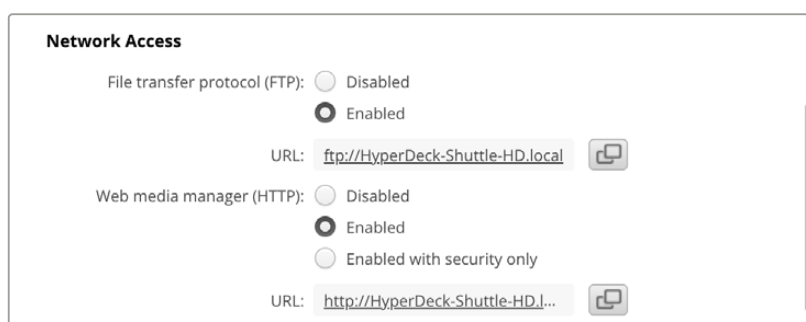 Network Access
File transfer protocol (FTP): Disabled
Enabled
URL: ftp://HyperDeck-Shuttle-HD.local
Web media manager (HTTP): Disabled
Enabled
Enabled with security only
URL: http://HyperDeck-Shuttle-HD.l...